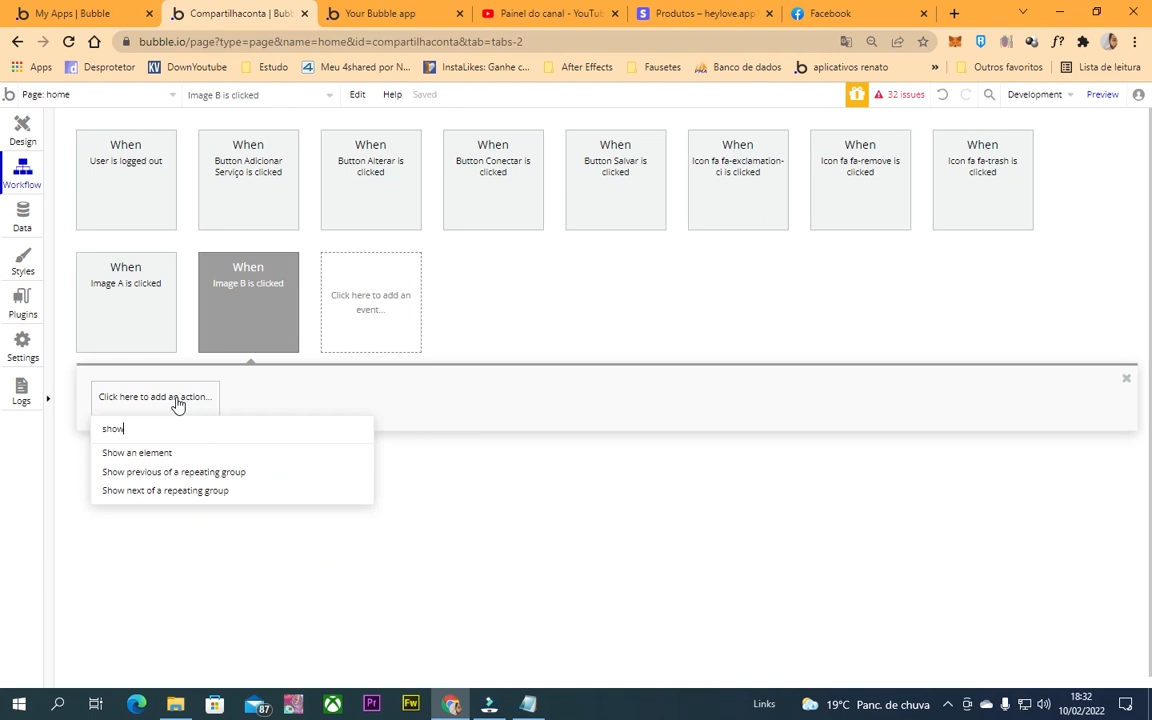 My Apps | Bubble
Compartilhaconta | Bubb
Your Bubble app
Painel do canal - YouTu
Produtos – heylove.app
Facebook
bubble.io/page?type=page&name=home&id=compartilhaconta&tab=tabs-2
Apps
Desprotetor
DownYoutube
Estudo
Meu 4shared por N...
InstaLikes: Ganhe c...
After Effects
Fausetes
Banco de dados
aplicativos renato
»
Outros favoritos
Lista de leitura
Page: home
Image B is clicked
Edit
Help
Saved
32 issues
Development
Preview
Design
Workflow
Data
Styles
Plugins
Settings
Logs
When
User is logged out
When
Button Adicionar
Serviço is clicked
When
Button Alterar is
clicked
When
Button Conectar is
clicked
When
Button Salvar is
clicked
When
Icon fa fa-exclamation-
ci is clicked
When
Icon fa fa-remove is
clicked
When
Icon fa fa-trash is
clicked
When
Image A is clicked
When
Image B is clicked
Click here to add an
event...
Click here to add an action...
show
Show an element
Show previous of a repeating group
Show next of a repeating group
87
Pr
Fw
Links
19°C Panc. de chuva
18:32
10/02/2022